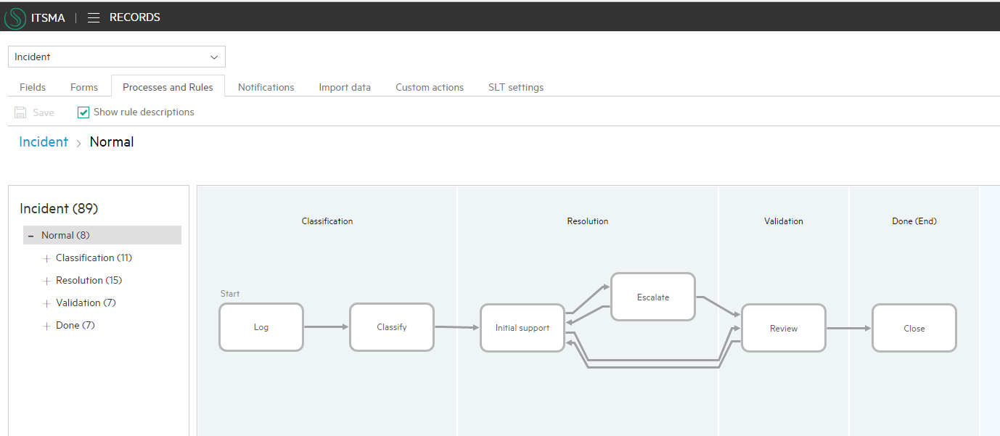 ITSMA | RECORDS
Incident
Fields Forms Processes and Rules Notifications Import data Custom actions SLT settings
Save Show rule descriptions
Incident > Normal
Incident (89)
– Normal (8)
+ Classification (11)
+ Resolution (15)
+ Validation (7)
+ Done (7)
Classification Resolution Validation Done (End)
Start
Log
Classify
Initial support
Escalate
Review
Close